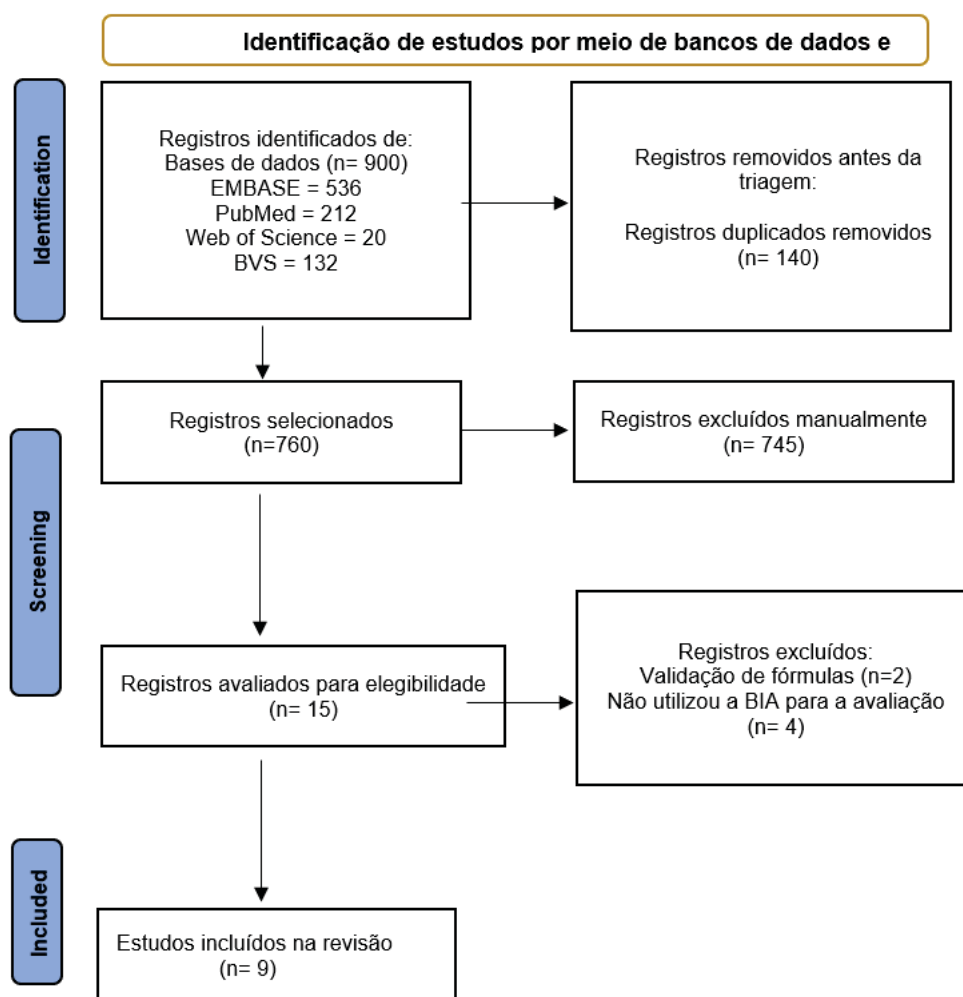 Identificação de estudos por meio de bancos de dados e
Identification
Registros identificados de:
Bases de dados (n= 900)
EMBASE = 536
PubMed = 212
Web of Science = 20
BVS = 132
Registros removidos antes da
triagem:
Registros duplicados removidos
(n= 140)
Screening
Registros selecionados
(n=760)
Registros excluídos manualmente
(n= 745)
Registros avaliados para elegibilidade
(n= 15)
Registros excluídos:
Validação de fórmulas (n=2)
Não utilizou a BIA para a avaliação
(n= 4)
Included
Estudos incluídos na revisão
(n= 9)